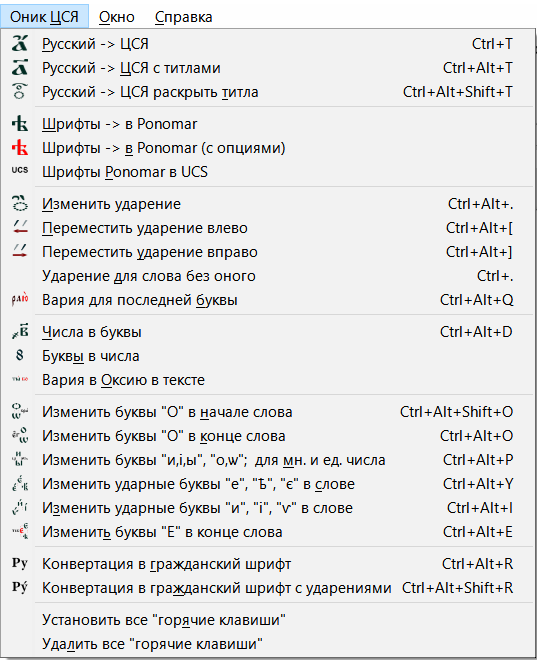 Оник ЦСЯ Окно Справка
Русский -> ЦСЯ Ctrl+T
Русский -> ЦСЯ с титлами Ctrl+Alt+T
Русский -> ЦСЯ раскрыть титла Ctrl+Alt+Shift+T
Шрифты -> в Ponomar
Шрифты -> в Ponomar (с опциями)
UCS Шрифты Ponomar в UCS
Изменить ударение Ctrl+Alt+.
Переместить ударение влево Ctrl+Alt+[
Переместить ударение вправо Ctrl+Alt+]
Ударение для слова без оного Ctrl+.
Вария для последней буквы Ctrl+Alt+Q
Числа в буквы Ctrl+Alt+D
Буквы в числа
Вария в Оксию в тексте
Изменить буквы "О" в начале слова Ctrl+Alt+Shift+O
Изменить буквы "О" в конце слова Ctrl+Alt+O
Изменить буквы "и,і,ы", "о,ѡ"; для мн. и ед. числа Ctrl+Alt+P
Изменить ударные буквы "е", "Ѣ", "є" в слове Ctrl+Alt+Y
Изменить ударные буквы "и", "і", "ѵ" в слове Ctrl+Alt+I
Изменить буквы "Е" в конце слова Ctrl+Alt+E
Ру Конвертация в гражданский шрифт Ctrl+Alt+R
Ру́ Конвертация в гражданский шрифт с ударениями Ctrl+Alt+Shift+R
Установить все "горячие клавиши"
Удалить все "горячие клавиши"